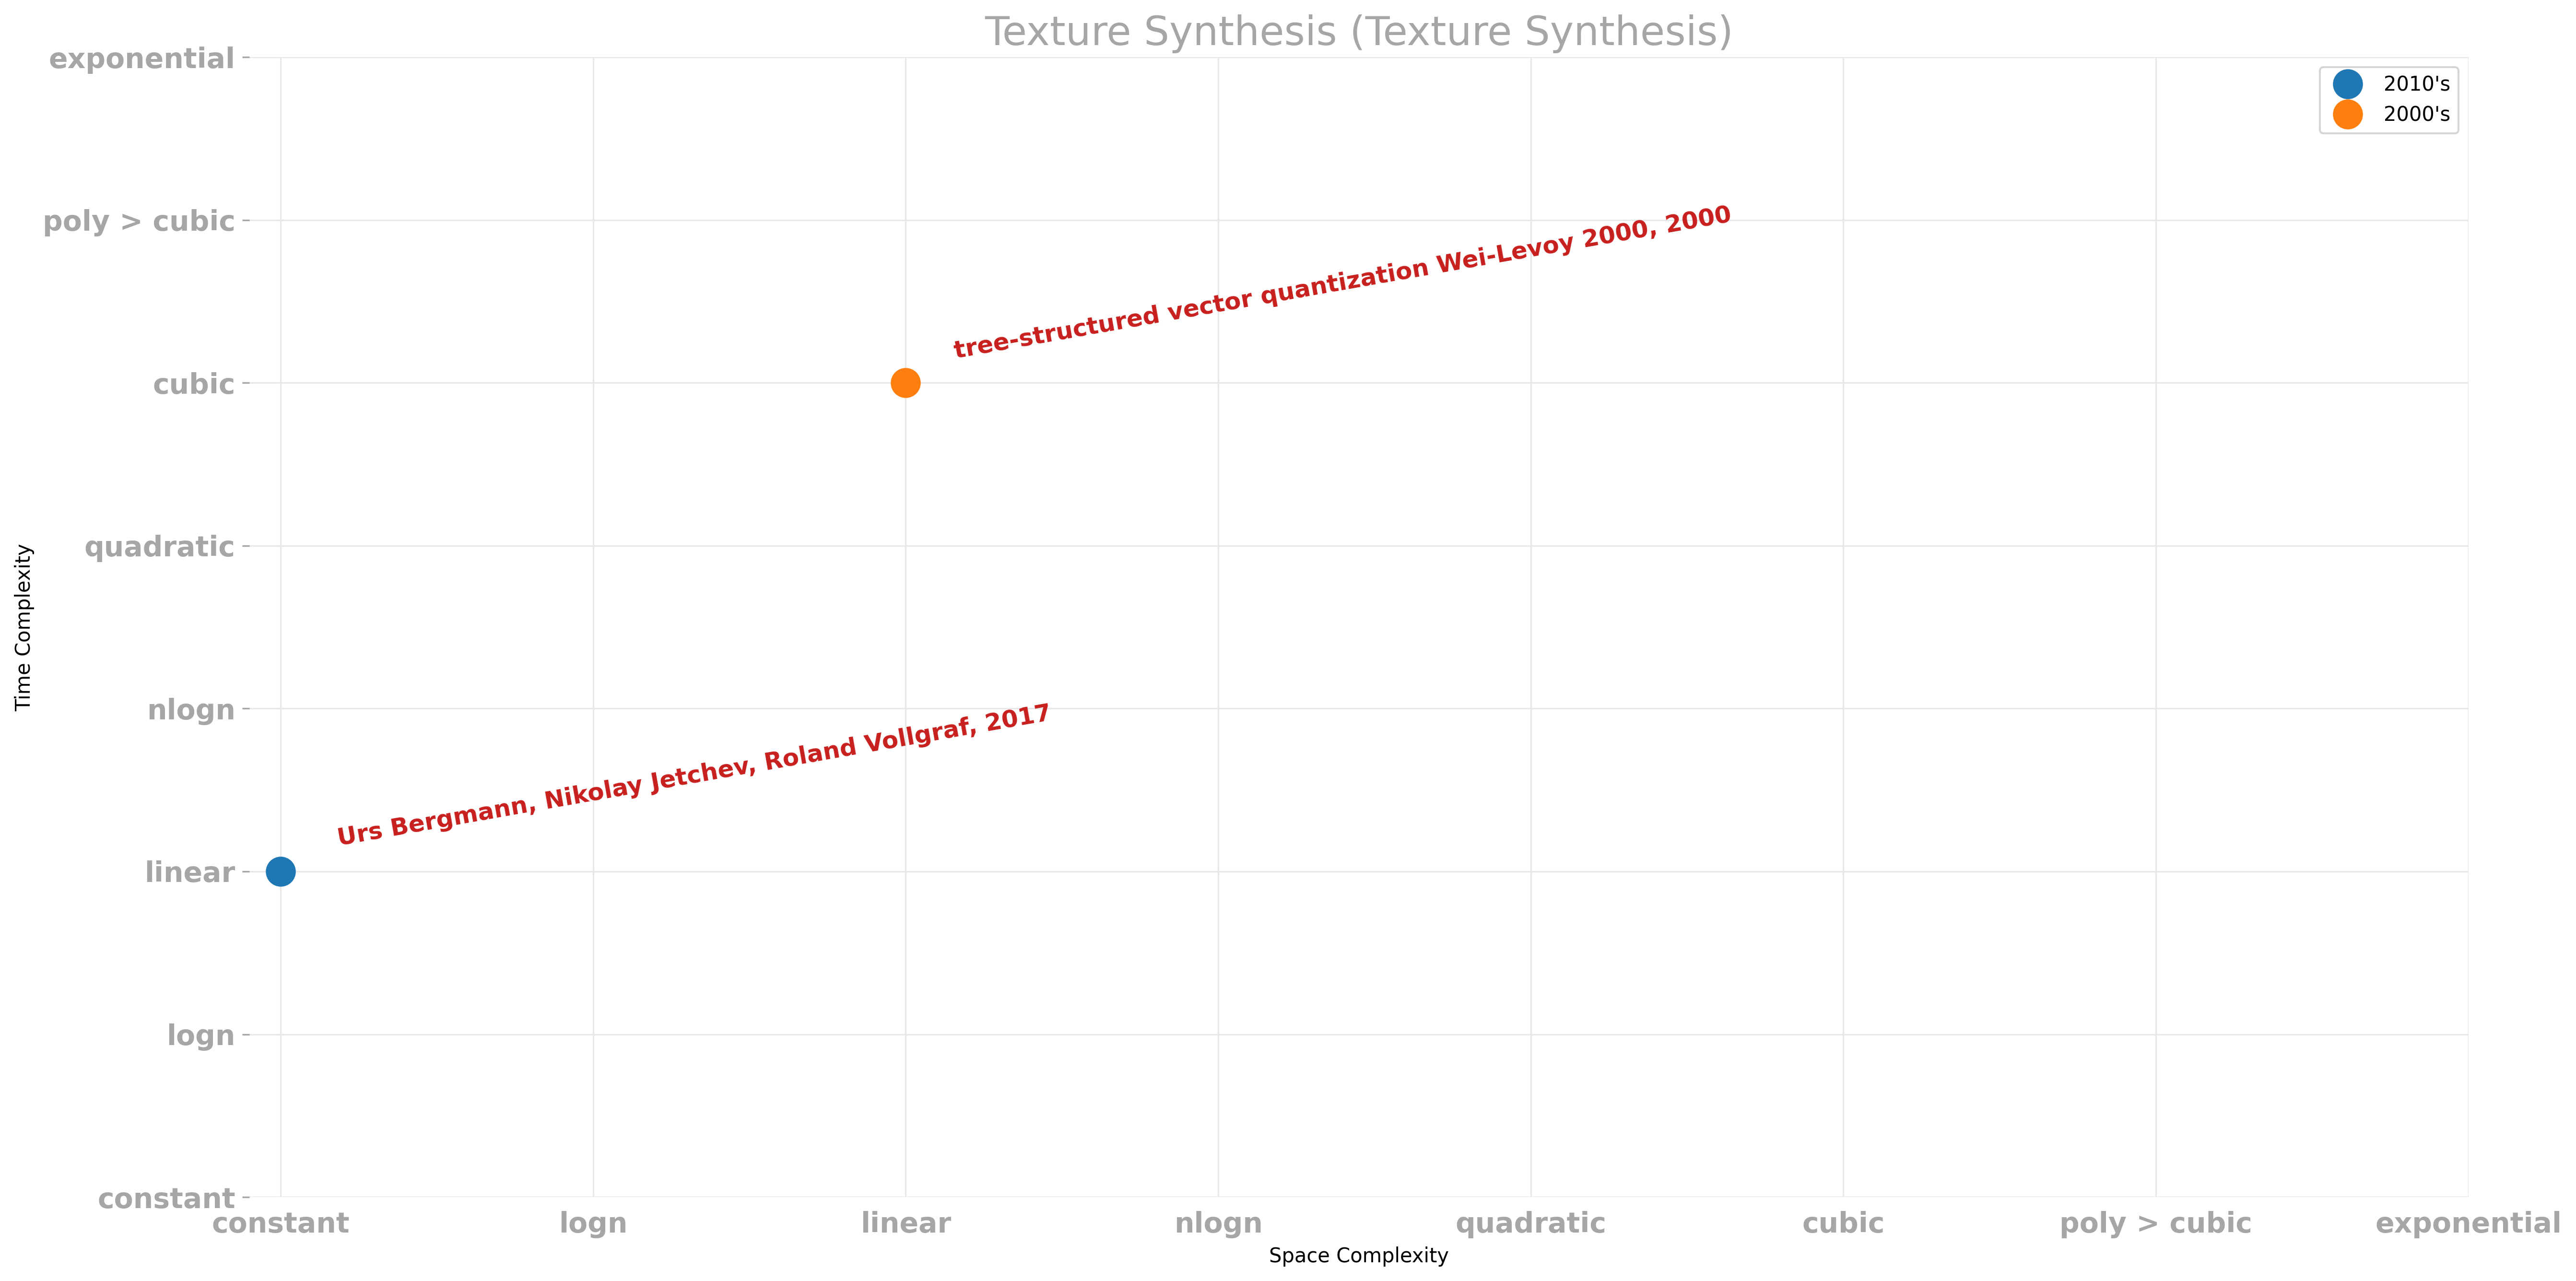 Texture Synthesis (Texture Synthesis)
exponential
poly > cubic
cubic
quadratic
nlogn
linear
logn
constant
Time Complexity
2010's
2000's
tree-structured vector quantization Wei-Levoy 2000, 2000
Urs Bergmann, Nikolay Jetchev, Roland Vollgraf, 2017
constant
logn
linear
nlogn
quadratic
cubic
poly > cubic
exponential
Space Complexity